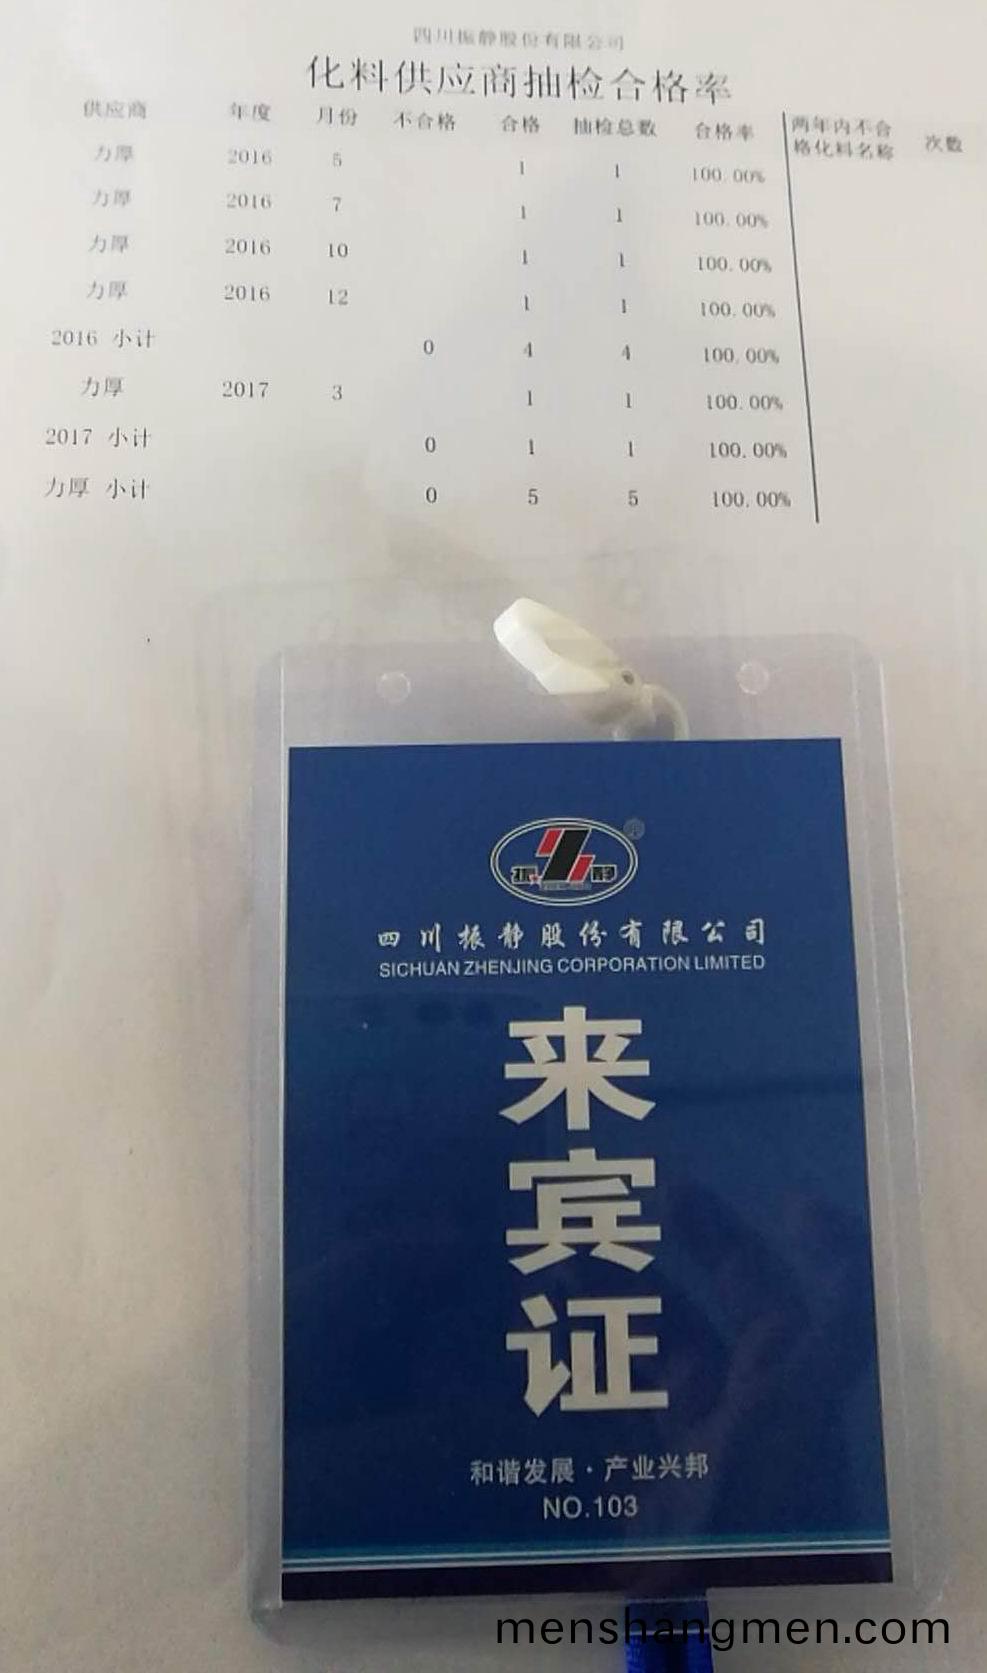 四川振静股份有限公司
化料供应商抽检合格率
供应商 年度 月份 不合格 合格 抽检总数 合格率 两年内不合格化料名称 次数
力厚 2016 5 1 1 100.00%
力厚 2016 7 1 1 100.00%
力厚 2016 10 1 1 100.00%
力厚 2016 12 1 1 100.00%
2016 小计 0 4 4 100.00%
力厚 2017 3 1 1 100.00%
2017 小计 0 1 1 100.00%
力厚 小计 0 5 5 100.00%
®
振 静
四川振静股份有限公司
SICHUAN ZHENJING CORPORATION LIMITED
来
宾
证
和谐发展·产业兴邦
NO.103
menshangmen.com